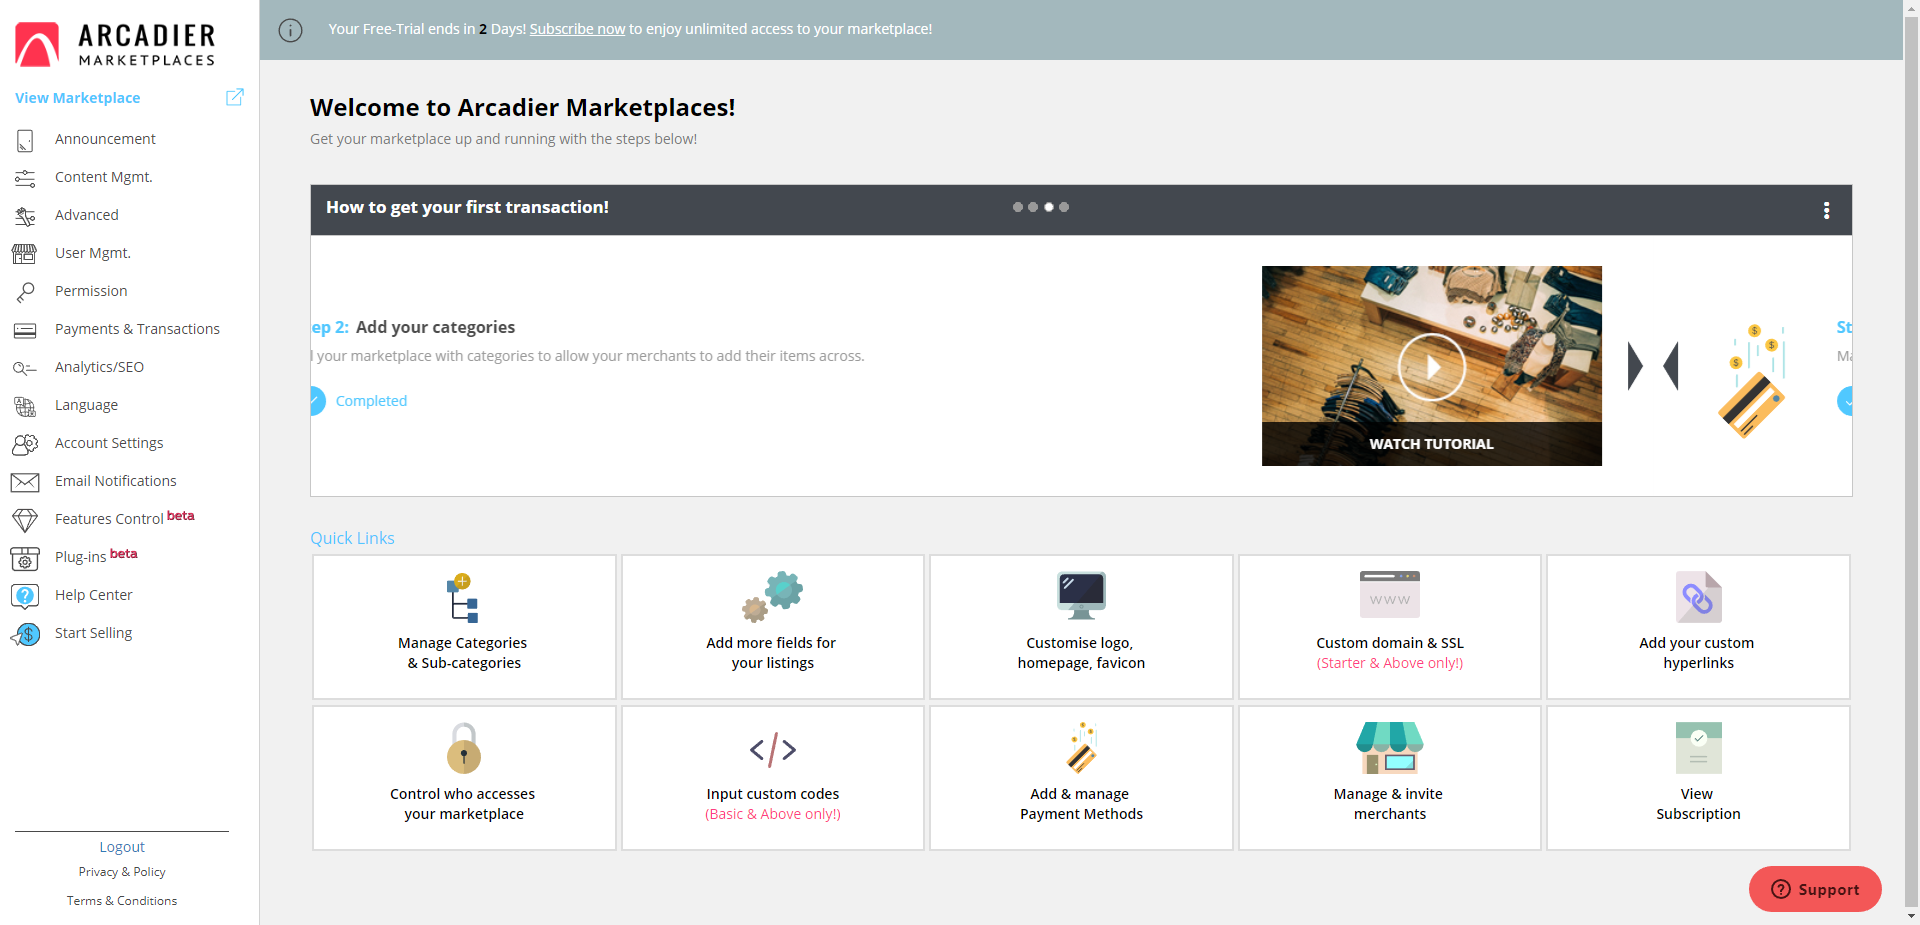 ARCADIER
MARKETPLACES
View Marketplace
Announcement
Content Mgmt.
Advanced
User Mgmt.
Permission
Payments & Transactions
Analytics/SEO
Language
Account Settings
Email Notifications
Features Control beta
Plug-ins beta
Help Center
Start Selling
Logout
Privacy & Policy
Terms & Conditions
Your Free-Trial ends in 2 Days! Subscribe now to enjoy unlimited access to your marketplace!
Welcome to Arcadier Marketplaces!
Get your marketplace up and running with the steps below!
How to get your first transaction!
ep 2: Add your categories
l your marketplace with categories to allow your merchants to add their items across.
Completed
WATCH TUTORIAL
St
Ma
Quick Links
Manage Categories
& Sub-categories
Add more fields for
your listings
Customise logo,
homepage, favicon
WWW
Custom domain & SSL
(Starter & Above only!)
Add your custom
hyperlinks
Control who accesses
your marketplace
Input custom codes
(Basic & Above only!)
Add & manage
Payment Methods
Manage & invite
merchants
View
Subscription
Support